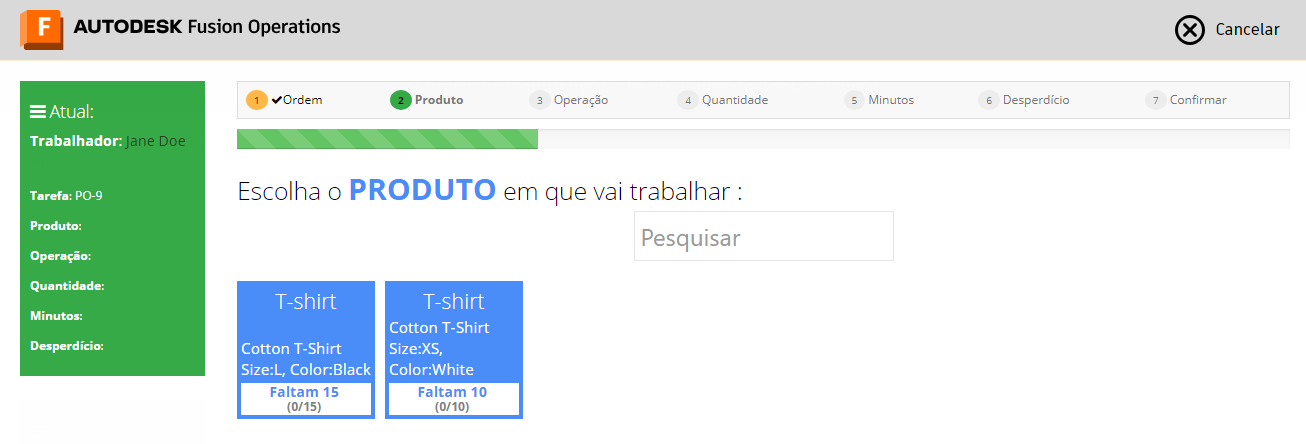 F AUTODESK Fusion Operations
Cancelar
Atual:
Trabalhador: Jane Doe
Tarefa: PO-9
Produto:
Operação:
Quantidade:
Minutos:
Desperdício:
1 Ordem 2 Produto 3 Operação 4 Quantidade 5 Minutos 6 Desperdício 7 Confirmar
Escolha o PRODUTO em que vai trabalhar :
Pesquisar
T-shirt
Cotton T-Shirt
Size:L, Color:Black
Faltam 15
(0/15)
T-shirt
Cotton T-Shirt
Size:XS,
Color:White
Faltam 10
(0/10)